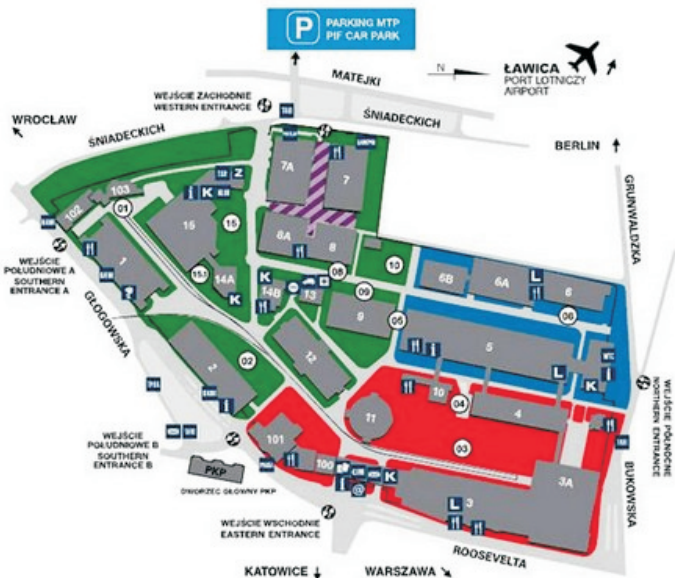 P PARKING MTP
PIF CAR PARK
N
ŁAWICA
PORT LOTNICZY
AIRPORT
MATEJKI
WEJŚCIE ZACHODNIE
WESTERN ENTRANCE
ŚNIADECKICH
WROCŁAW
ŚNIADECKICH
BERLIN
GRUNWALDZKA
7A
7
103
102
01
15
15
Z
K
i
8A
8
10
08
1
15.1
14A
K
K
14B
13
09
9
05
6B
6A
L
6
06
WEJŚCIE
POŁUDNIOWE A
SOUTHERN
ENTRANCE A
GŁOGOWSKA
5
i
L
K
WTC
2
02
i
12
10
04
4
11
03
WEJŚCIE PÓŁNOCNE
NORTHERN ENTRANCE
WEJŚCIE
POŁUDNIOWE B
SOUTHERN
ENTRANCE B
101
100
PKP
DWORZEC GŁÓWNY PKP
i
@
K
3
L
3A
BUKOWSKA
WEJŚCIE WSCHODNIE
EASTERN ENTRANCE
ROOSEVELTA
KATOWICE
WARSZAWA